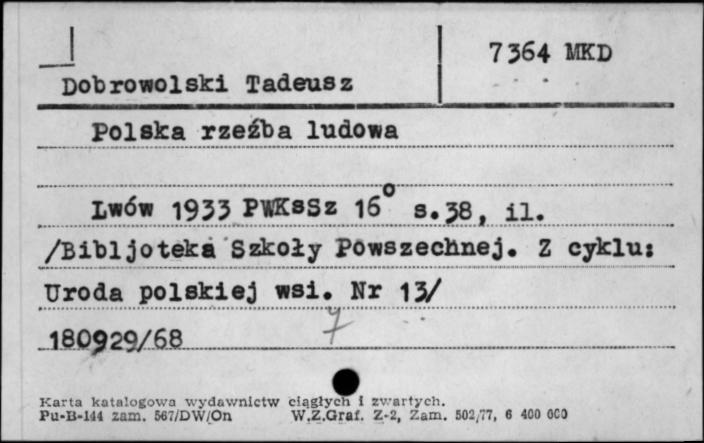 7364 MKD
Dobrowolski Tadeusz
Polska rzeźba ludowa
Lwów 1933 PWKsSz 16° s.38, il.
/Bibljoteka Szkoły Powszechnej. Z cyklu:
Uroda polskiej wsi. Nr 13/
180929/68
Karta katalogowa wydawnictw ciągłych i zwartych.
Pu-B-144 zam. 567/DW/On W.Z.Graf. Z-2, Zam. 502/77, 6 400 000